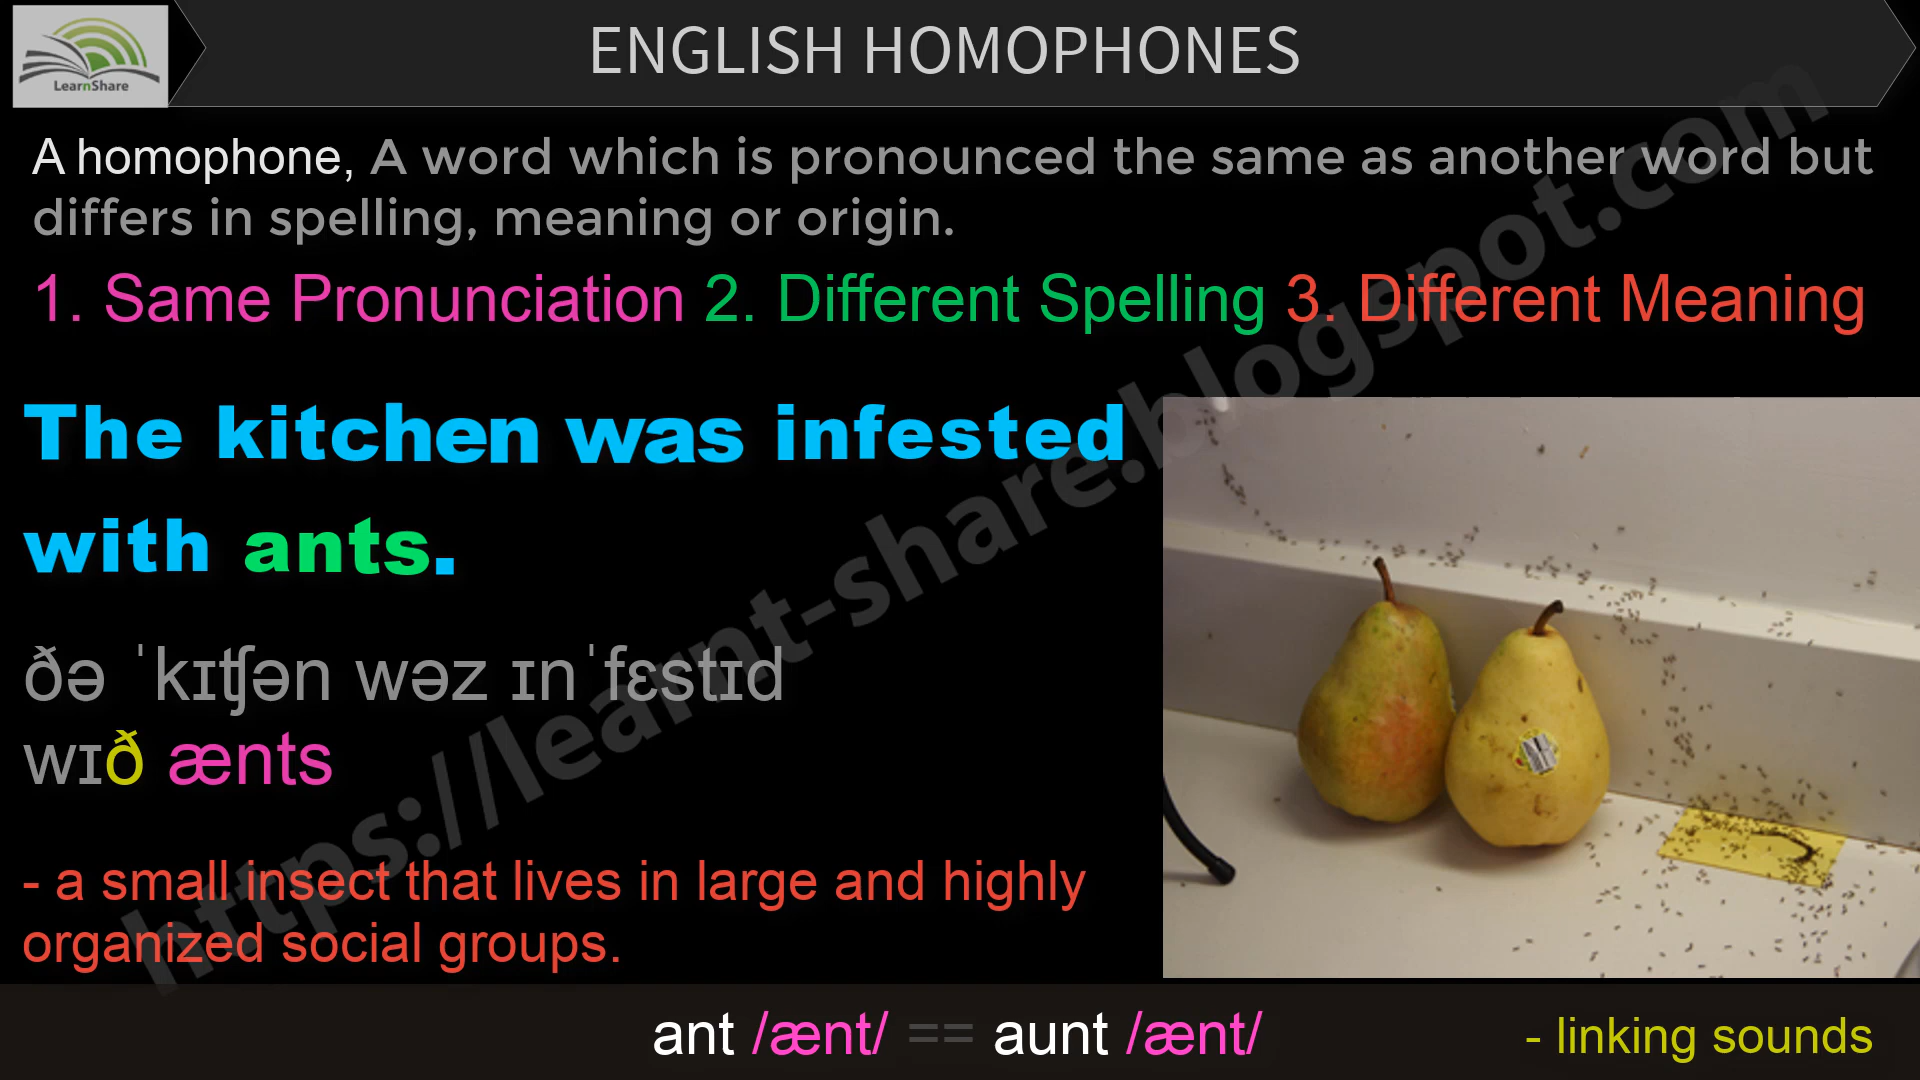 LearnShare
ENGLISH HOMOPHONES
A homophone, A word which is pronounced the same as another word but
differs in spelling, meaning or origin.
1. Same Pronunciation 2. Different Spelling 3. Different Meaning
The kitchen was infested
with ants.
ðə ˈkɪʧən wəz ɪnˈfɛstɪd
wɪð ænts
- a small insect that lives in large and highly
organized social groups.
ant /ænt/ == aunt /ænt/
- linking sounds
https://learnt-share.blogspot.com